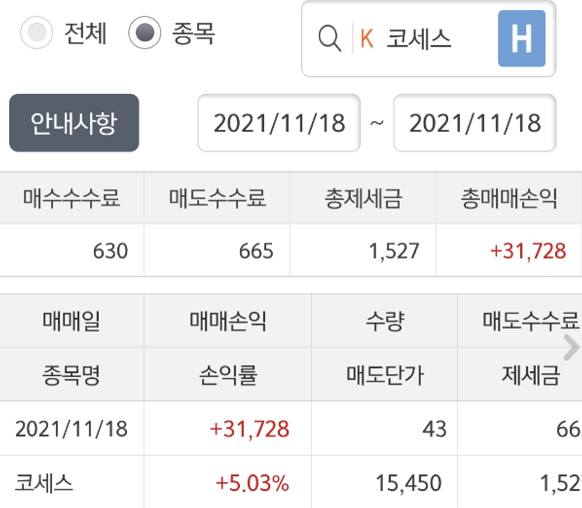 전체 종목 K 코세스 H
안내사항 2021/11/18 ~ 2021/11/18
매수수수료 매도수수료 총제세금 총매매손익
630 665 1,527 +31,728
매매일 매매손익 수량 매도수수료
종목명 손익률 매도단가 제세금
2021/11/18 +31,728 43 66
코세스 +5.03% 15,450 1,52